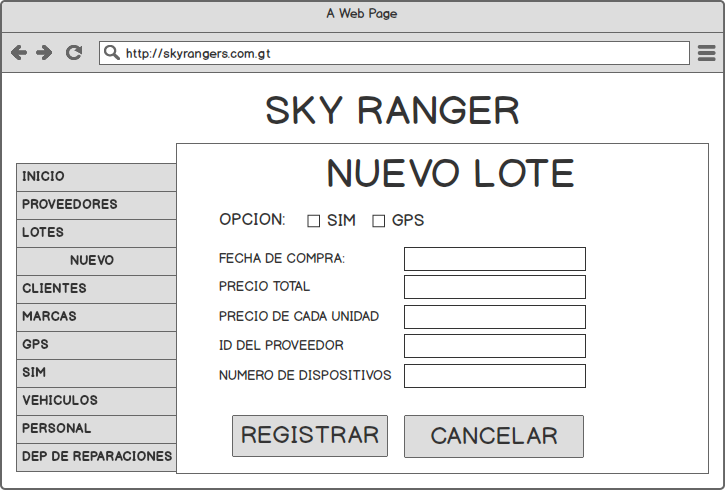 A Web Page
http://skyrangers.com.gt
SKY RANGER
INICIO
PROVEEDORES
LOTES
NUEVO
CLIENTES
MARCAS
GPS
SIM
VEHICULOS
PERSONAL
DEP DE REPARACIONES
NUEVO LOTE
OPCION: SIM GPS
FECHA DE COMPRA:
PRECIO TOTAL
PRECIO DE CADA UNIDAD
ID DEL PROVEEDOR
NUMERO DE DISPOSITIVOS
REGISTRAR CANCELAR